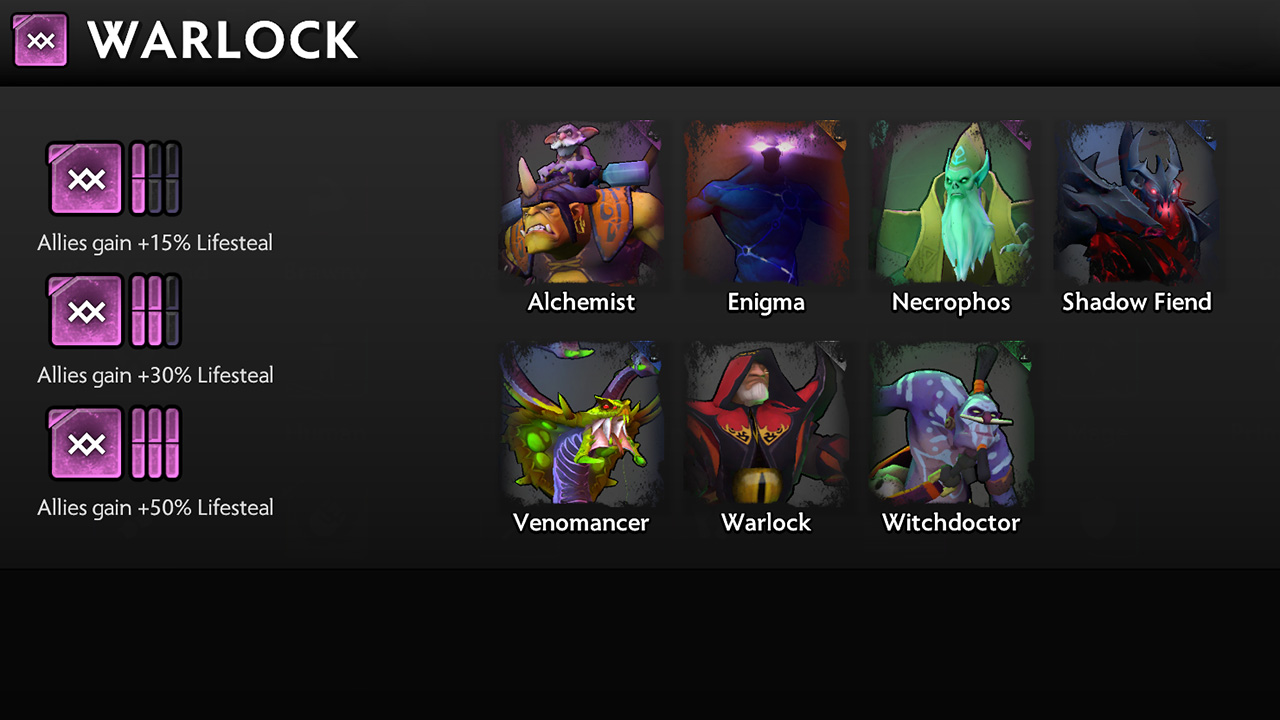 WARLOCK
Allies gain +15% Lifesteal
Allies gain +30% Lifesteal
Allies gain +50% Lifesteal
Alchemist Enigma Necrophos Shadow Fiend
Venomancer Warlock Witchdoctor